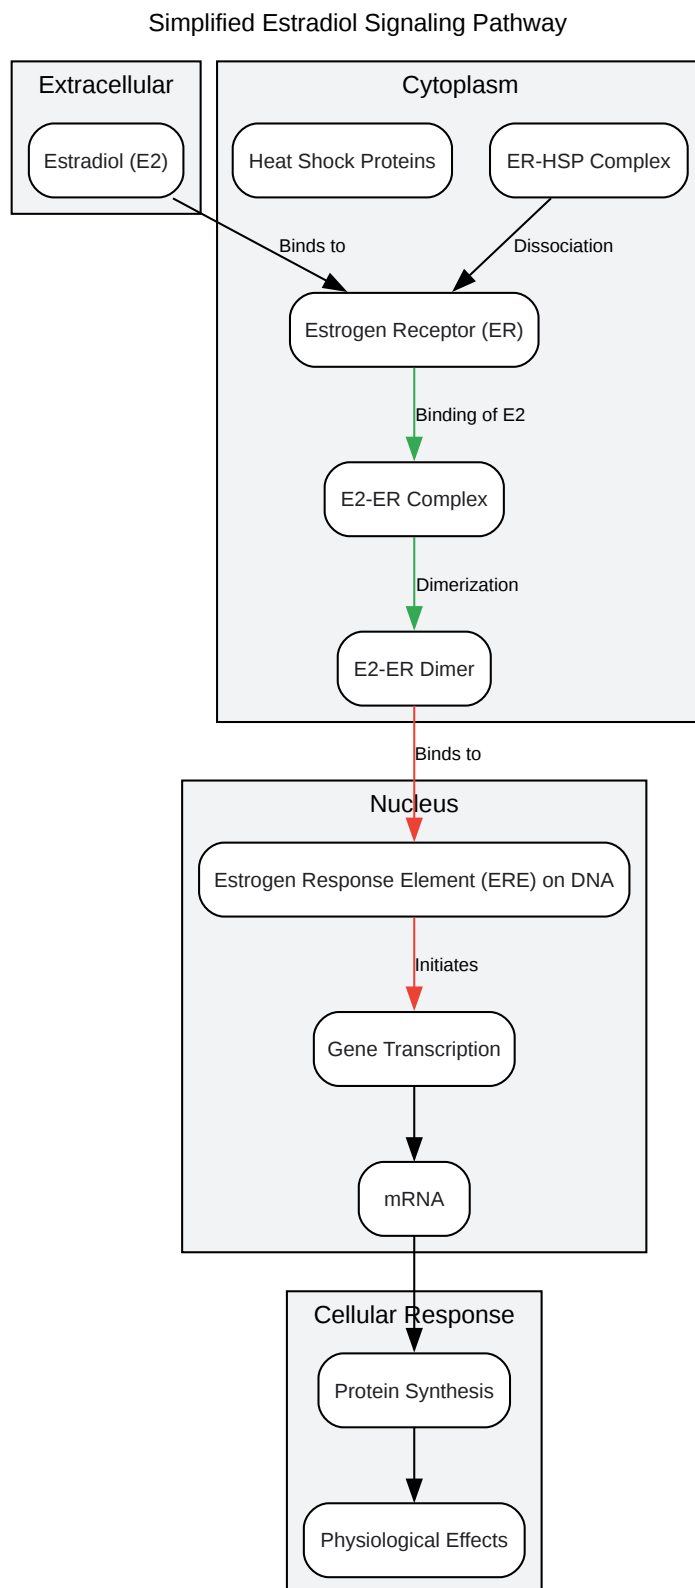 Simplified Estradiol Signaling Pathway
Extracellular
Cytoplasm
Estradiol (E2)
Heat Shock Proteins
ER-HSP Complex
Binds to
Dissociation
Estrogen Receptor (ER)
Binding of E2
E2-ER Complex
Dimerization
E2-ER Dimer
Binds to
Nucleus
Estrogen Response Element (ERE) on DNA
Initiates
Gene Transcription
mRNA
Cellular Response
Protein Synthesis
Physiological Effects